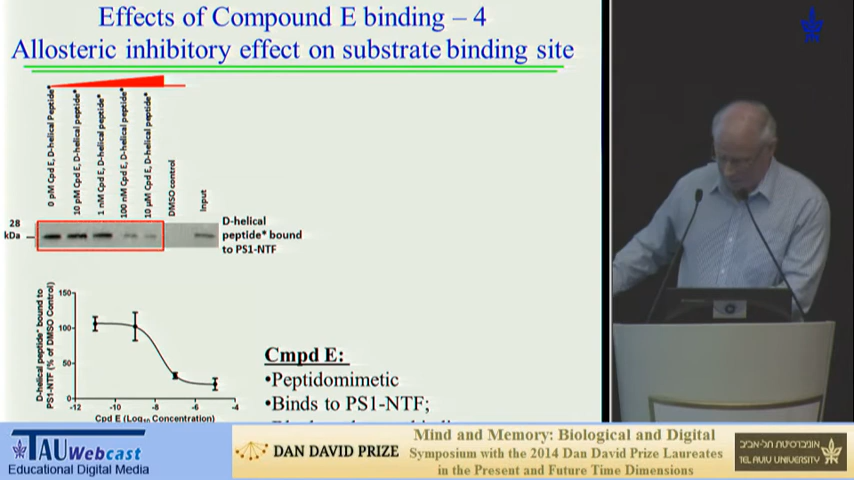 Effects of Compound E binding – 4
Allosteric inhibitory effect on substrate binding site
0 pM Cpd E, D-helical Peptide*
10 pM Cpd E, D-helical peptide*
1 nM Cpd E, D-helical peptide*
100 nM Cpd E, D-helical peptide*
10 µM Cpd E, D-helical peptide*
DMSO control
Input
28
kDa
D-helical
peptide* bound
to PS1-NTF
D-helical peptide* bound to
PS1-NTF (% of DMSO Control)
150
100
50
0
-12 -10 -8 -6 -4
Cpd E (Log₁₀ Concentration)
Cmpd E:
•Peptidomimetic
•Binds to PS1-NTF;
TAU Webcast
Educational Digital Media
DAN DAVID PRIZE
Mind and Memory: Biological and Digital
Symposium with the 2014 Dan David Prize Laureates
in the Present and Future Time Dimensions
אוניברסיטת תל-אביב
TEL AVIV UNIVERSITY